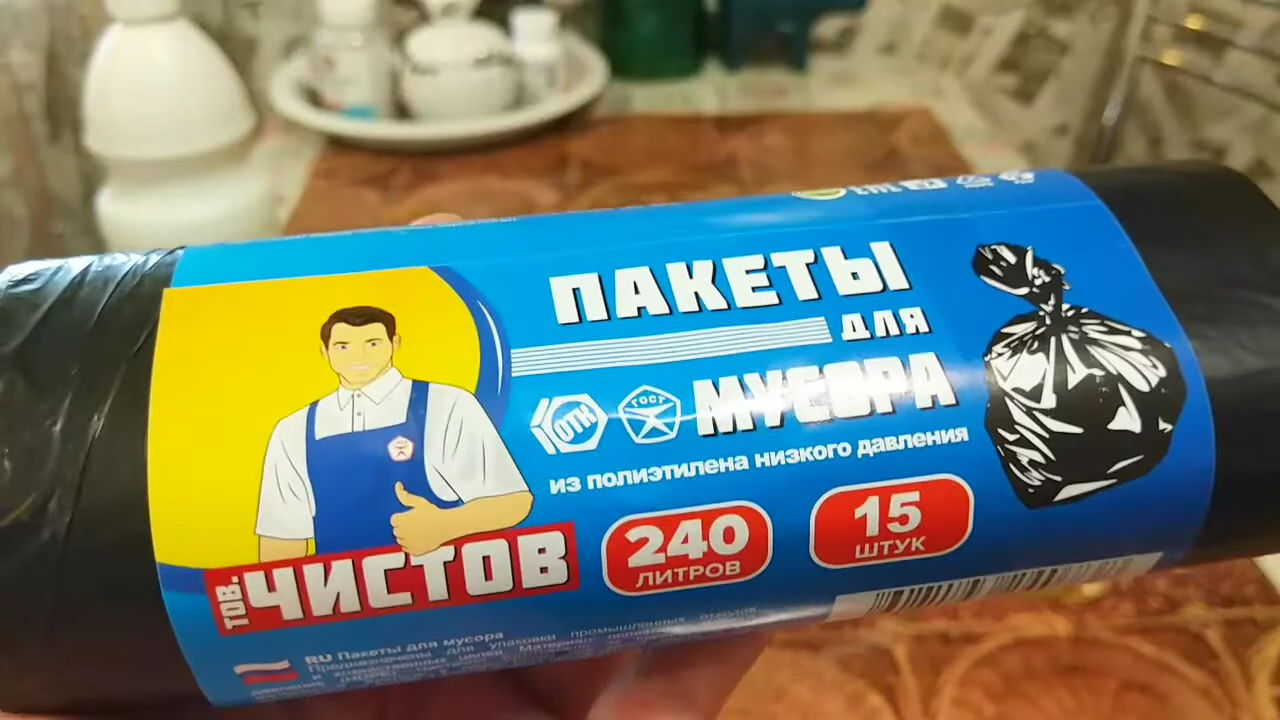 ПАКЕТЫ
ДЛЯ
МУСОРА
ОТК
ГОСТ
из полиэтилена низкого давления
240
ЛИТРОВ
15
ШТУК
ТОВ.
ЧИСТОВ
RU Пакеты для мусора
Предназначены для упаковки промышленных отходов